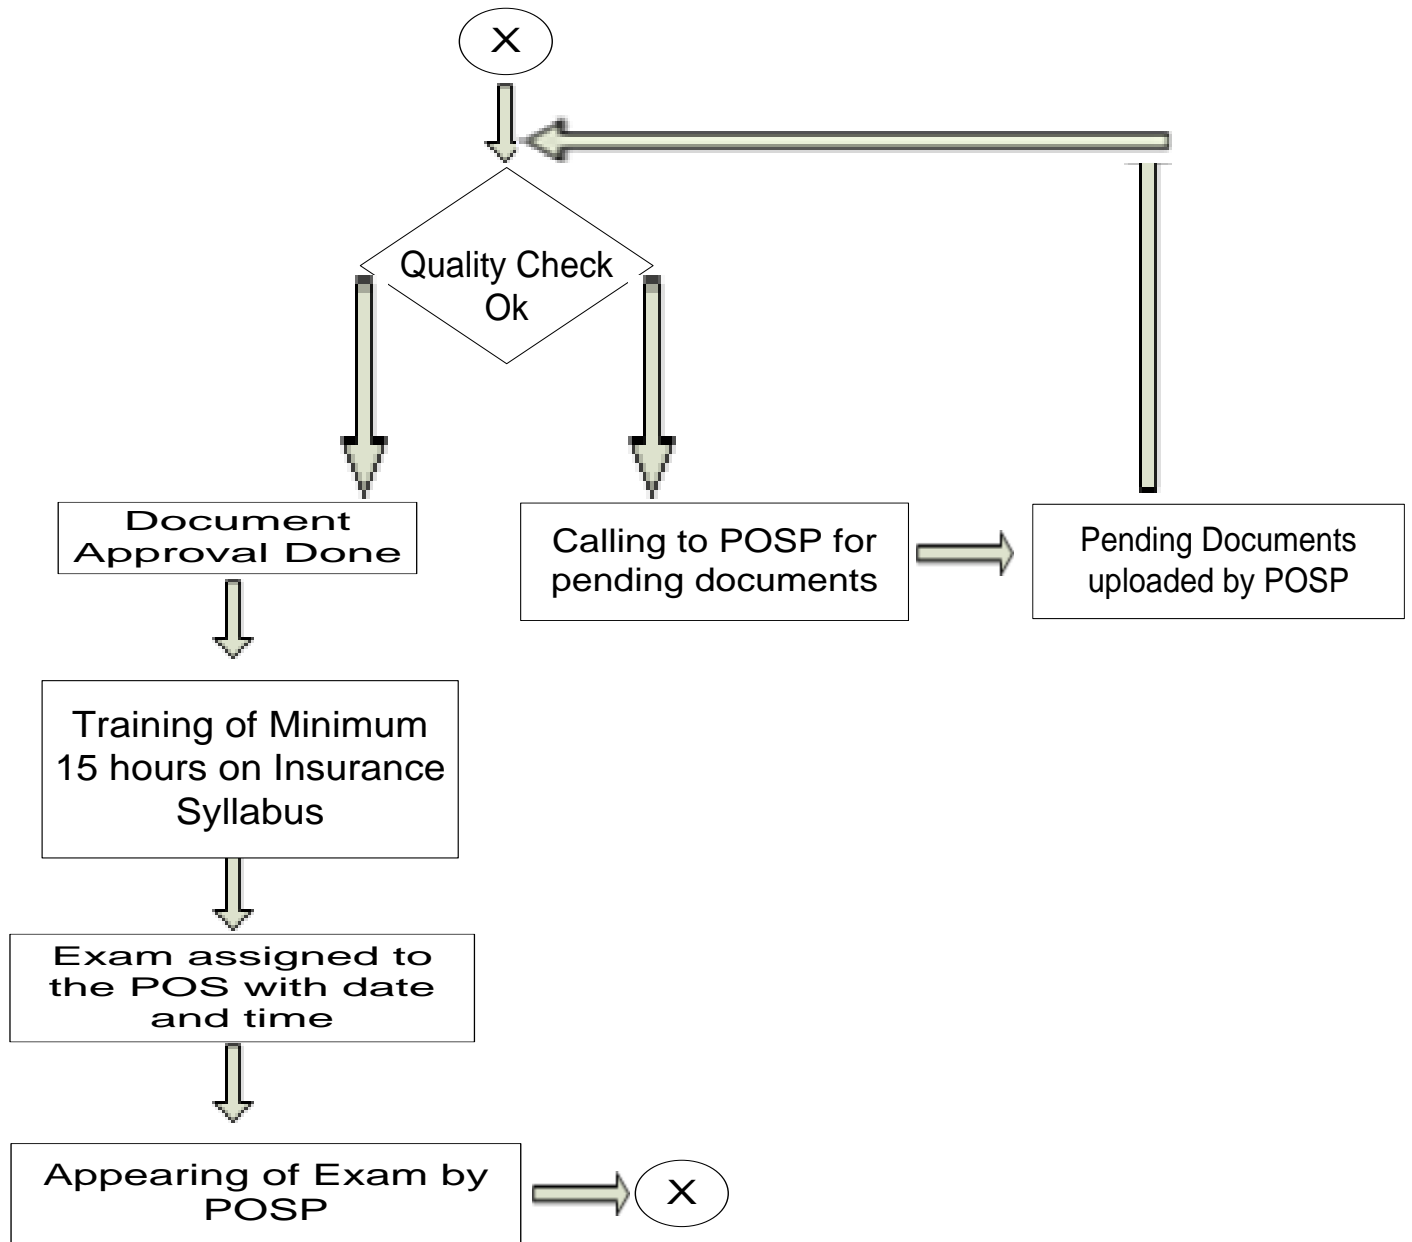 X
Quality Check
Ok
Document
Approval Done
Calling to POSP for
pending documents
Pending Documents
uploaded by POSP
Training of Minimum
15 hours on Insurance
Syllabus
Exam assigned to
the POS with date
and time
Appearing of Exam by
POSP
X